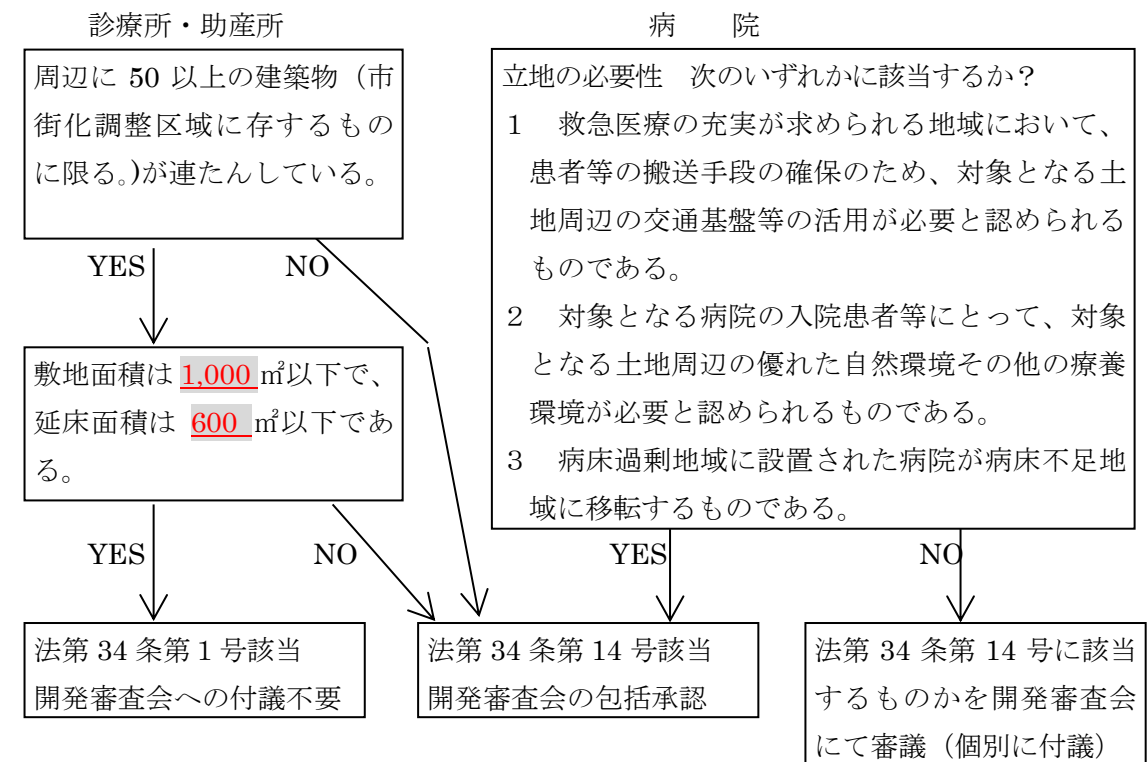 診療所・助産所
周辺に 50 以上の建築物（市
街化調整区域に存するもの
に限る。)が連たんしている。
YES
NO
敷地面積は 1,000 ㎡以下で、
延床面積は 600 ㎡以下であ
る。
YES
NO
法第 34 条第１号該当
開発審査会への付議不要
病　　院
立地の必要性　次のいずれかに該当するか？
１　救急医療の充実が求められる地域において、
患者等の搬送手段の確保のため、対象となる土
地周辺の交通基盤等の活用が必要と認められる
ものである。
２　対象となる病院の入院患者等にとって、対象
となる土地周辺の優れた自然環境その他の療養
環境が必要と認められるものである。
３　病床過剰地域に設置された病院が病床不足地
域に移転するものである。
YES
NO
法第 34 条第 14 号該当
開発審査会の包括承認
法第 34 条第 14 号に該当
するものかを開発審査会
にて審議（個別に付議）